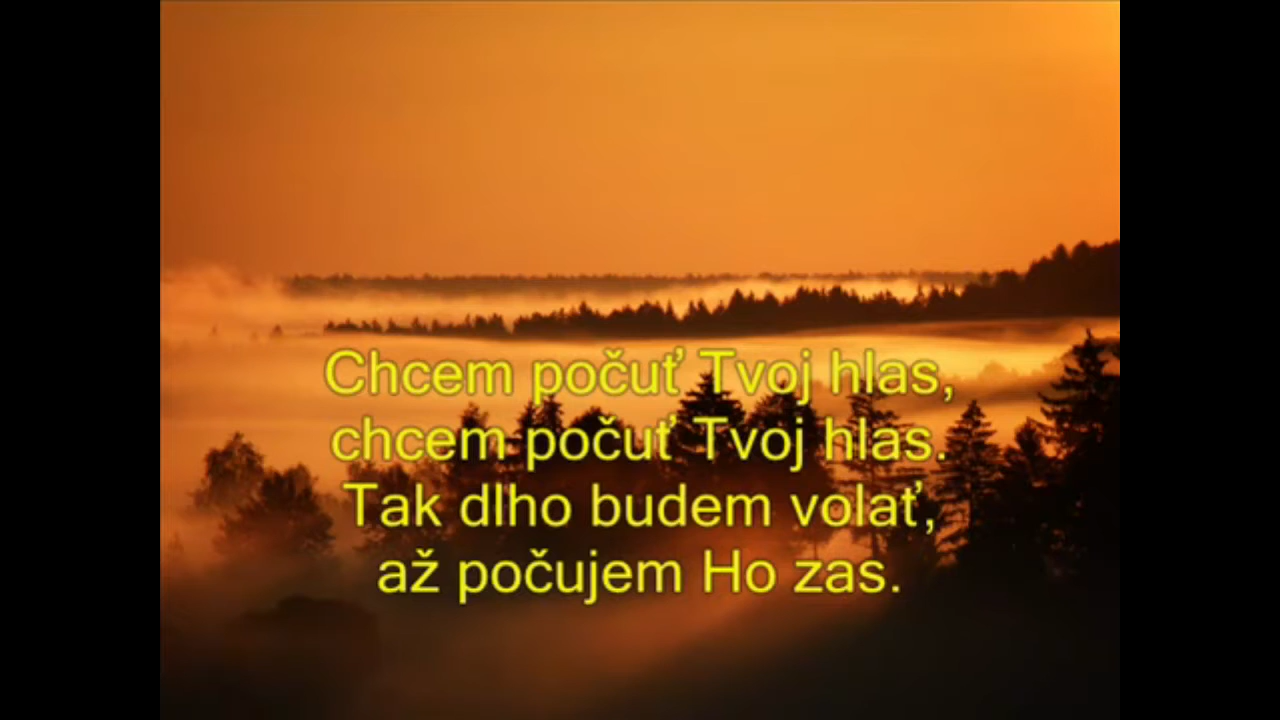 Chcem počuť Tvoj hlas,
chcem počuť Tvoj hlas.
Tak dlho budem volať,
až počujem Ho zas.